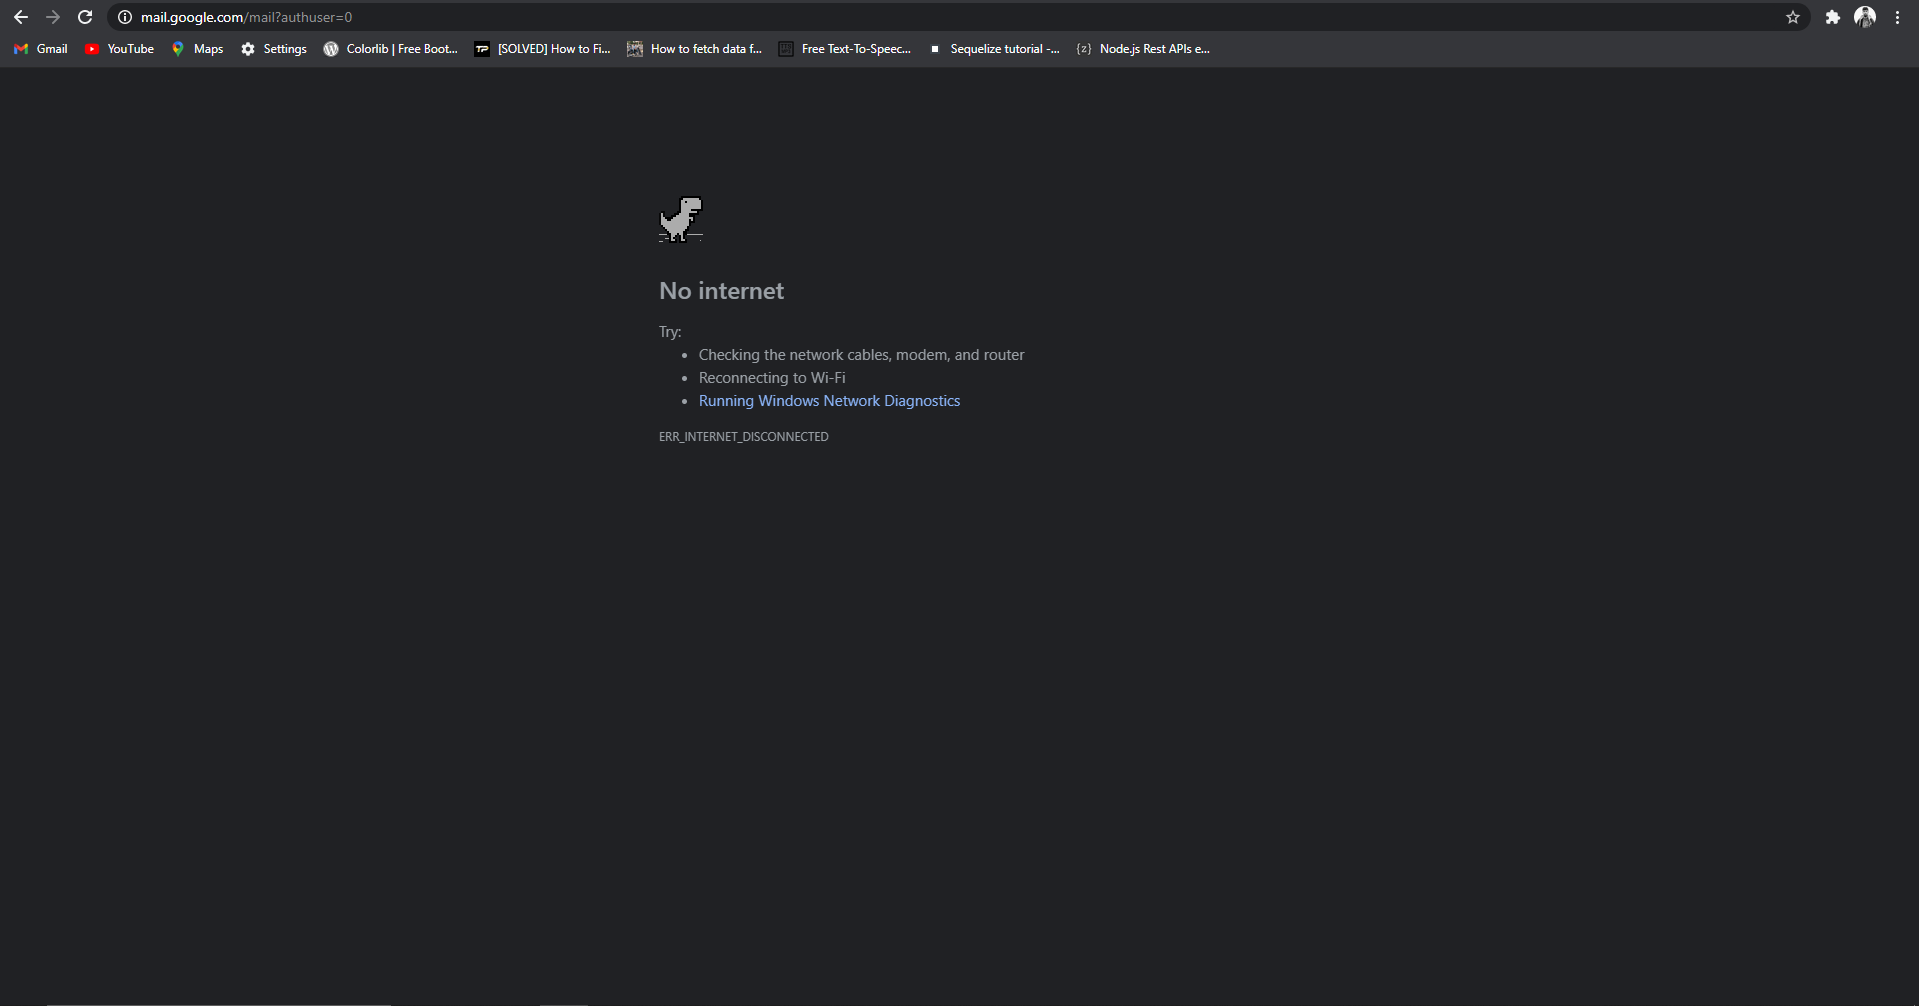 mail.google.com/mail?authuser=0
Gmail YouTube Maps Settings Colorlib | Free Boot... TP [SOLVED] How to Fi... How to fetch data f... Free Text-To-Speec... Sequelize tutorial -... {z} Node.js Rest APIs e...
No internet
Try:
• Checking the network cables, modem, and router
• Reconnecting to Wi-Fi
• Running Windows Network Diagnostics
ERR_INTERNET_DISCONNECTED